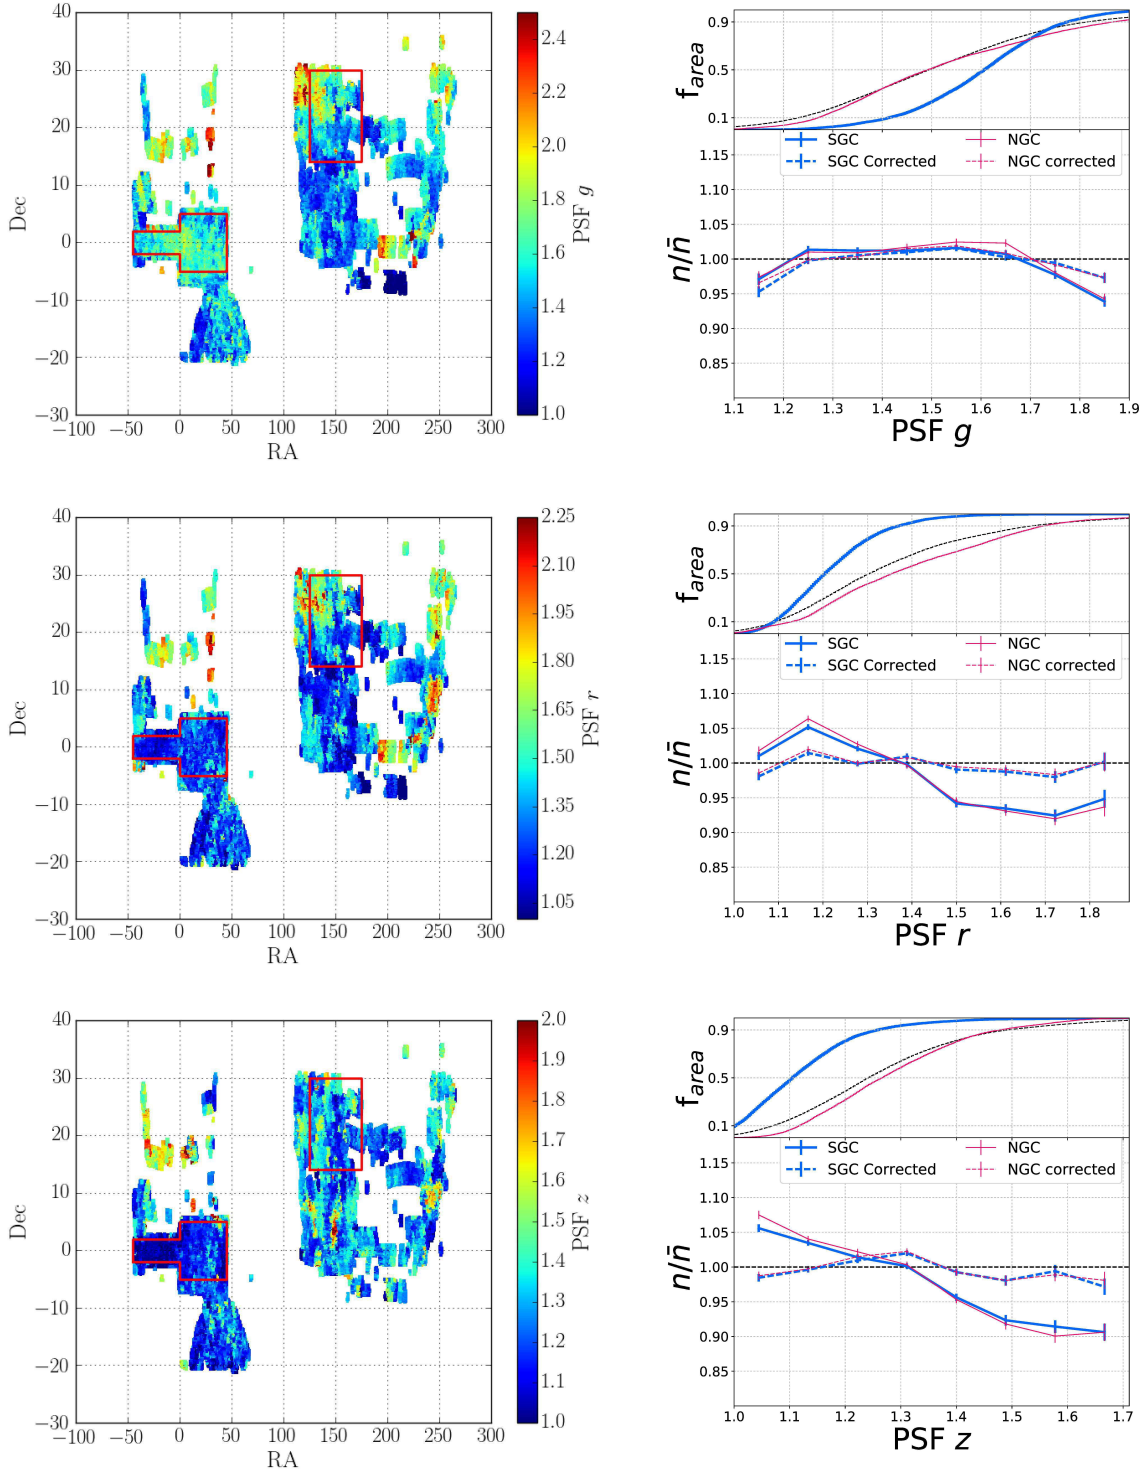 40
30
20
10
0
−10
−20
−30
Dec
−100 −50 0 50 100 150 200 250 300
RA
2.4
2.2
2.0
1.8
1.6
1.4
1.2
1.0
PSF g
0.9
0.5
0.1
f_area
SGC NGC
SGC Corrected NGC corrected
1.15
1.10
1.05
1.00
0.95
0.90
0.85
n/n̄
1.1 1.2 1.3 1.4 1.5 1.6 1.7 1.8 1.9
PSF g
40
30
20
10
0
−10
−20
−30
Dec
−100 −50 0 50 100 150 200 250 300
RA
2.25
2.10
1.95
1.80
1.65
1.50
1.35
1.20
1.05
PSF r
0.9
0.5
0.1
f_area
SGC NGC
SGC Corrected NGC corrected
1.15
1.10
1.05
1.00
0.95
0.90
0.85
n/n̄
1.0 1.1 1.2 1.3 1.4 1.5 1.6 1.7 1.8
PSF r
40
30
20
10
0
−10
−20
−30
Dec
−100 −50 0 50 100 150 200 250 300
RA
2.0
1.9
1.8
1.7
1.6
1.5
1.4
1.3
1.2
1.1
1.0
PSF z
0.9
0.5
0.1
f_area
SGC NGC
SGC Corrected NGC corrected
1.15
1.10
1.05
1.00
0.95
0.90
0.85
n/n̄
1.0 1.1 1.2 1.3 1.4 1.5 1.6 1.7
PSF z